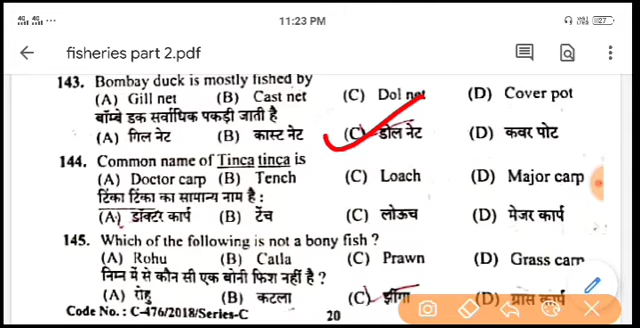 4G 4G ... 11:23 PM 27
fisheries part 2.pdf
143. Bombay duck is mostly fished by
(A) Gill net (B) Cast net (C) Dol net (D) Cover pot
बॉम्बे डक सर्वाधिक पकड़ी जाती है
(A) गिल नेट (B) कास्ट नेट (C) डोल नेट (D) कवर पोट
144. Common name of Tinca tinca is
(A) Doctor carp (B) Tench (C) Loach (D) Major carp
टिंका टिंका का सामान्य नाम है :
(A) डॉक्टर कार्प (B) टेंच (C) लोऊच (D) मेजर कार्प
145. Which of the following is not a bony fish ?
(A) Rohu (B) Catla (C) Prawn (D) Grass carp
निम्न में से कौन सी एक बोनी फिश नहीं है ?
(A) रोहु (B) कटला (C) झींगा (D) ग्रास कार्प
Code No. : C-476/2018/Series-C 20